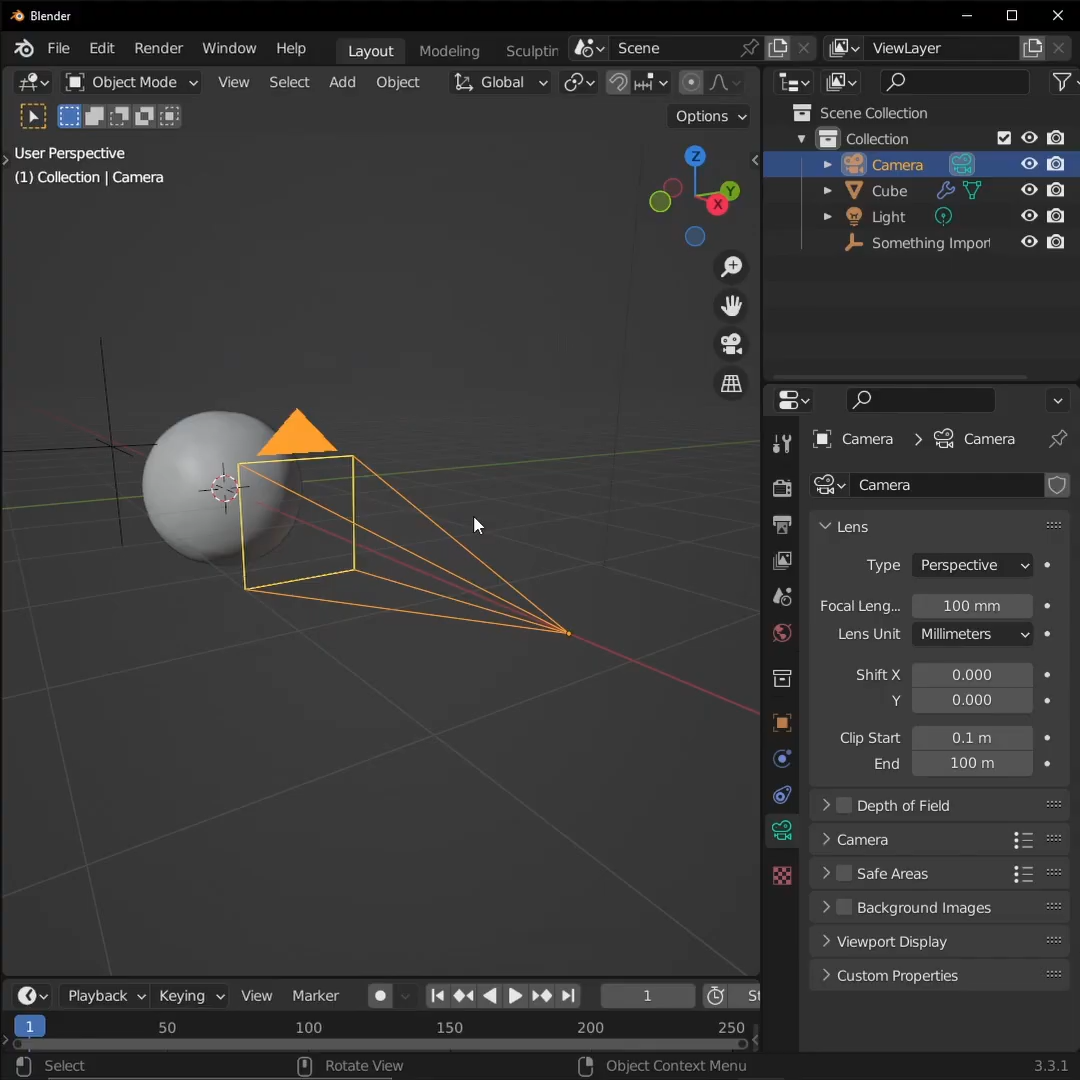 Blender
File Edit Render Window Help Layout Modeling Sculptin Scene ViewLayer
Object Mode View Select Add Object Global
Options
User Perspective
(1) Collection | Camera
Z
Y
X
Scene Collection
Collection
Camera
Cube
Light
Something Impor
Camera > Camera
Camera
Lens
Type Perspective
Focal Leng... 100 mm
Lens Unit Millimeters
Shift X 0.000
Y 0.000
Clip Start 0.1 m
End 100 m
Depth of Field
Camera
Safe Areas
Background Images
Viewport Display
Custom Properties
Playback Keying View Marker 1 St
1 50 100 150 200 250
Select Rotate View Object Context Menu 3.3.1